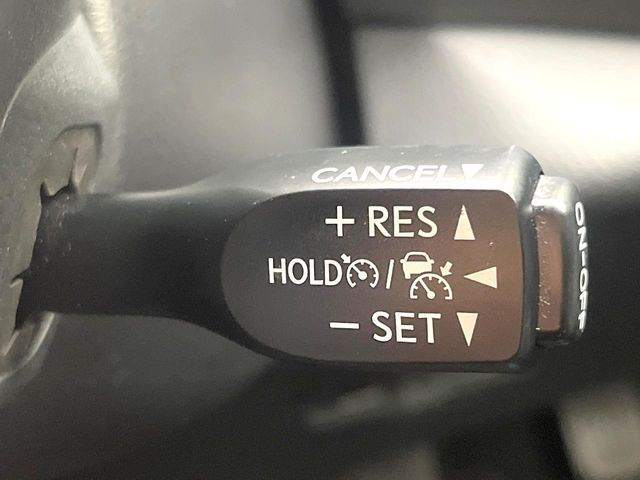 CANCEL▼
+ RES ▲
HOLD / ◀
− SET ▼
ON-OFF